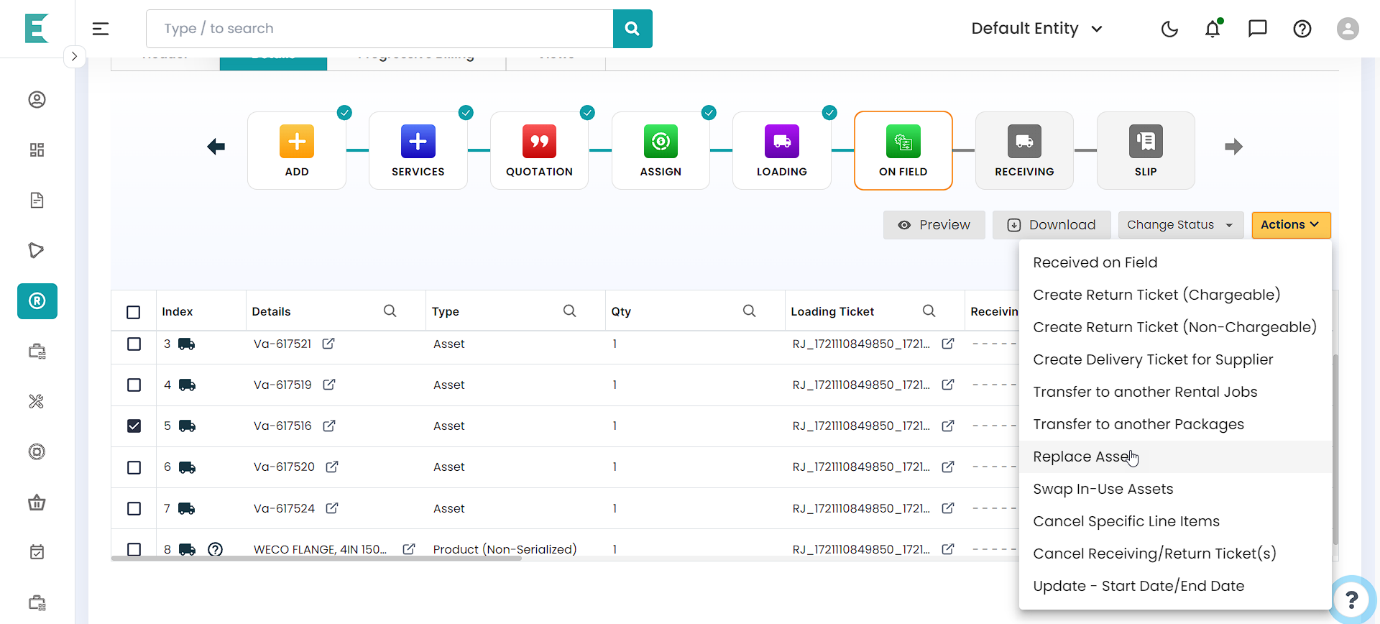 Type / to search
Default Entity
ADD
SERVICES
QUOTATION
ASSIGN
LOADING
ON FIELD
RECEIVING
SLIP
Preview
Download
Change Status
Actions
Received on Field
Create Return Ticket (Chargeable)
Create Return Ticket (Non-Chargeable)
Create Delivery Ticket for Supplier
Transfer to another Rental Jobs
Transfer to another Packages
Replace Asset
Swap In-Use Assets
Cancel Specific Line Items
Cancel Receiving/Return Ticket(s)
Update - Start Date/End Date
Index Details Type Qty Loading Ticket Receivin
3 Va-617521 Asset 1 RJ_1721110849850_1721... -----
4 Va-617519 Asset 1 RJ_1721110849850_1721... -----
5 Va-617516 Asset 1 RJ_1721110849850_1721... -----
6 Va-617520 Asset 1 RJ_1721110849850_1721... -----
7 Va-617524 Asset 1 RJ_1721110849850_1721... -----
8 WECO FLANGE, 4IN 150... Product (Non-Serialized) 1 RJ_1721110849850_1721... -----